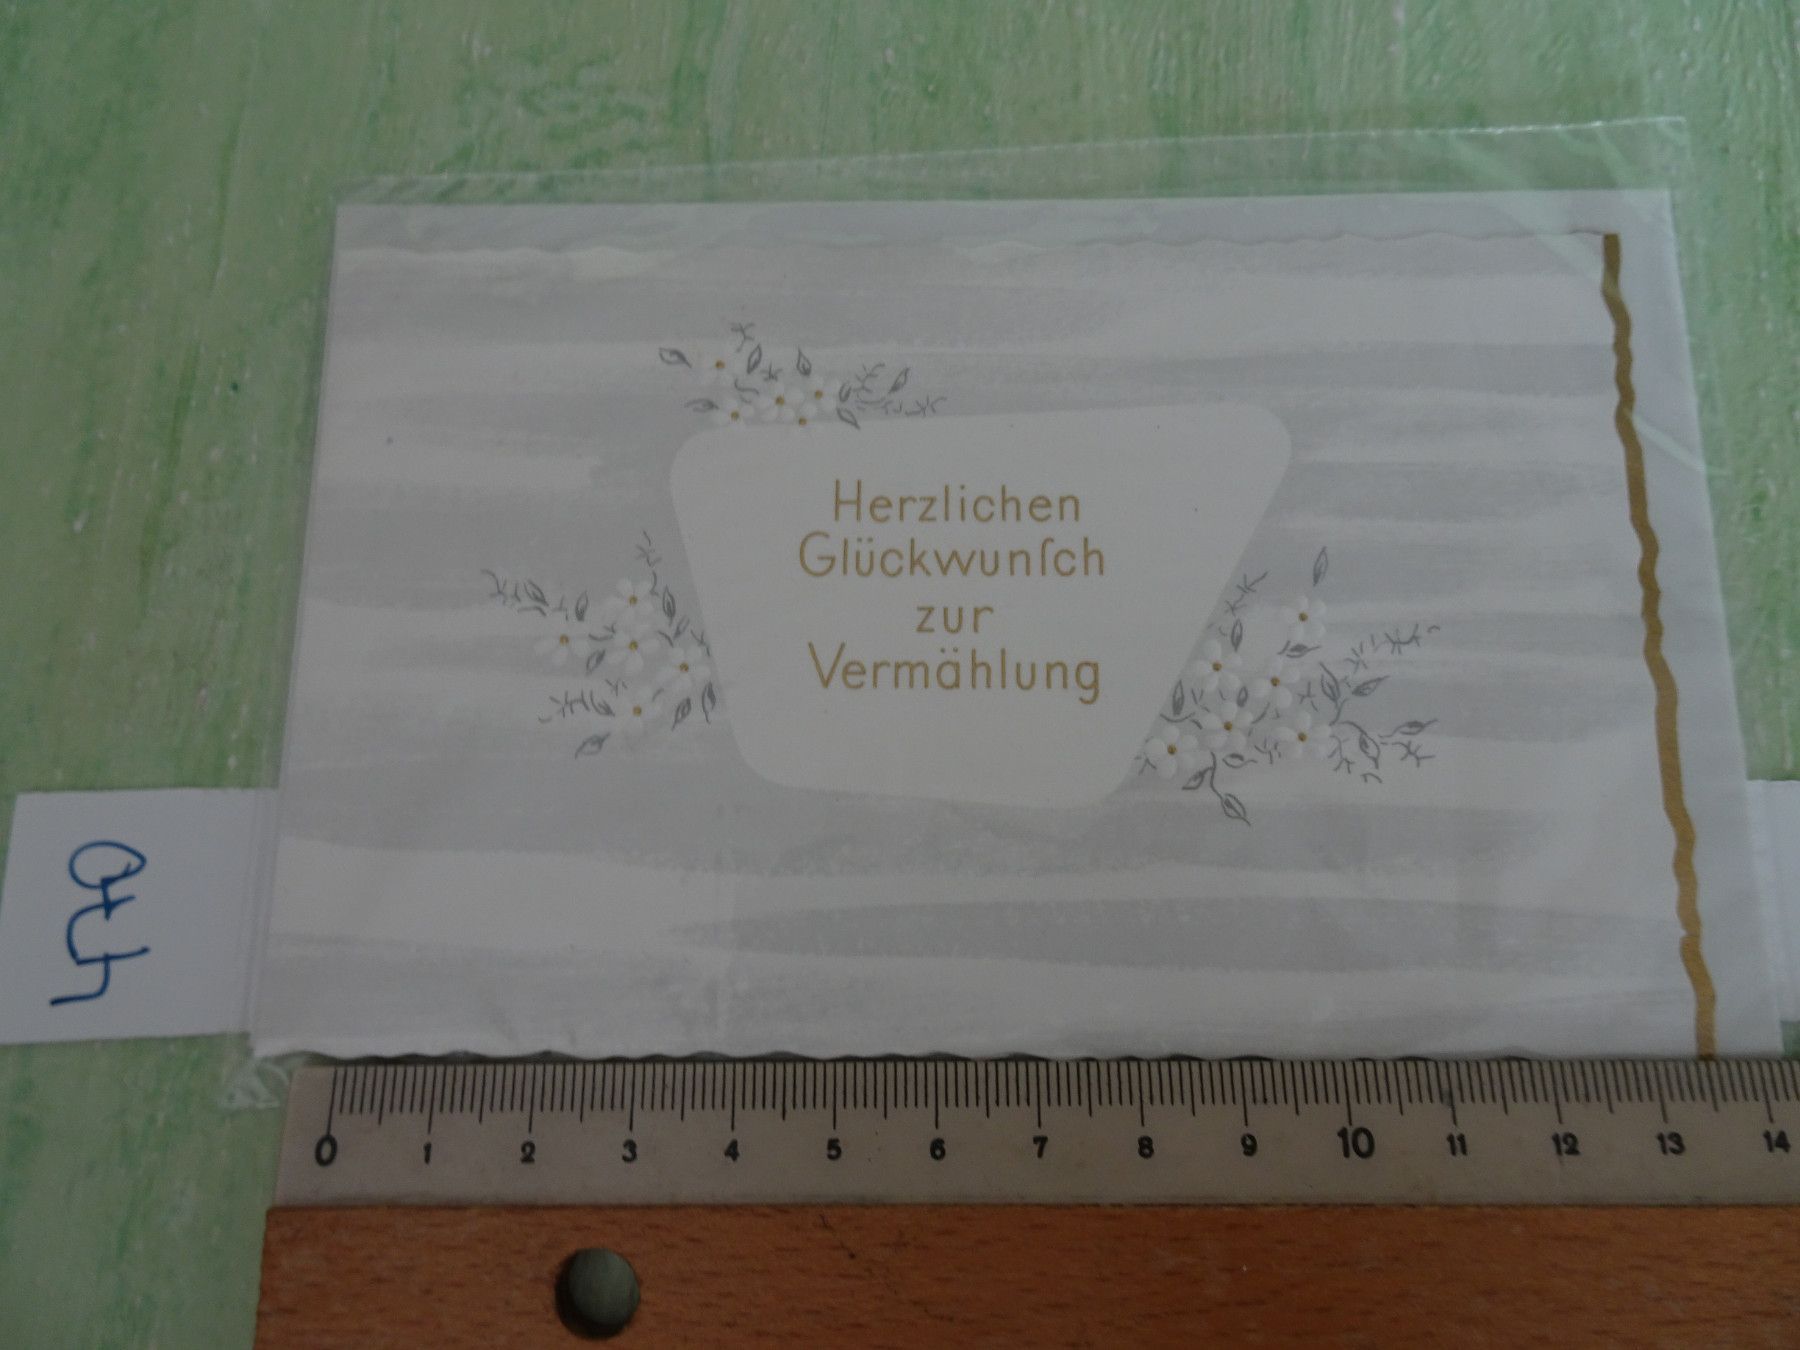 Herzlichen
Glückwunſch
zur
Vermählung
0 1 2 3 4 5 6 7 8 9 10 11 12 13 14